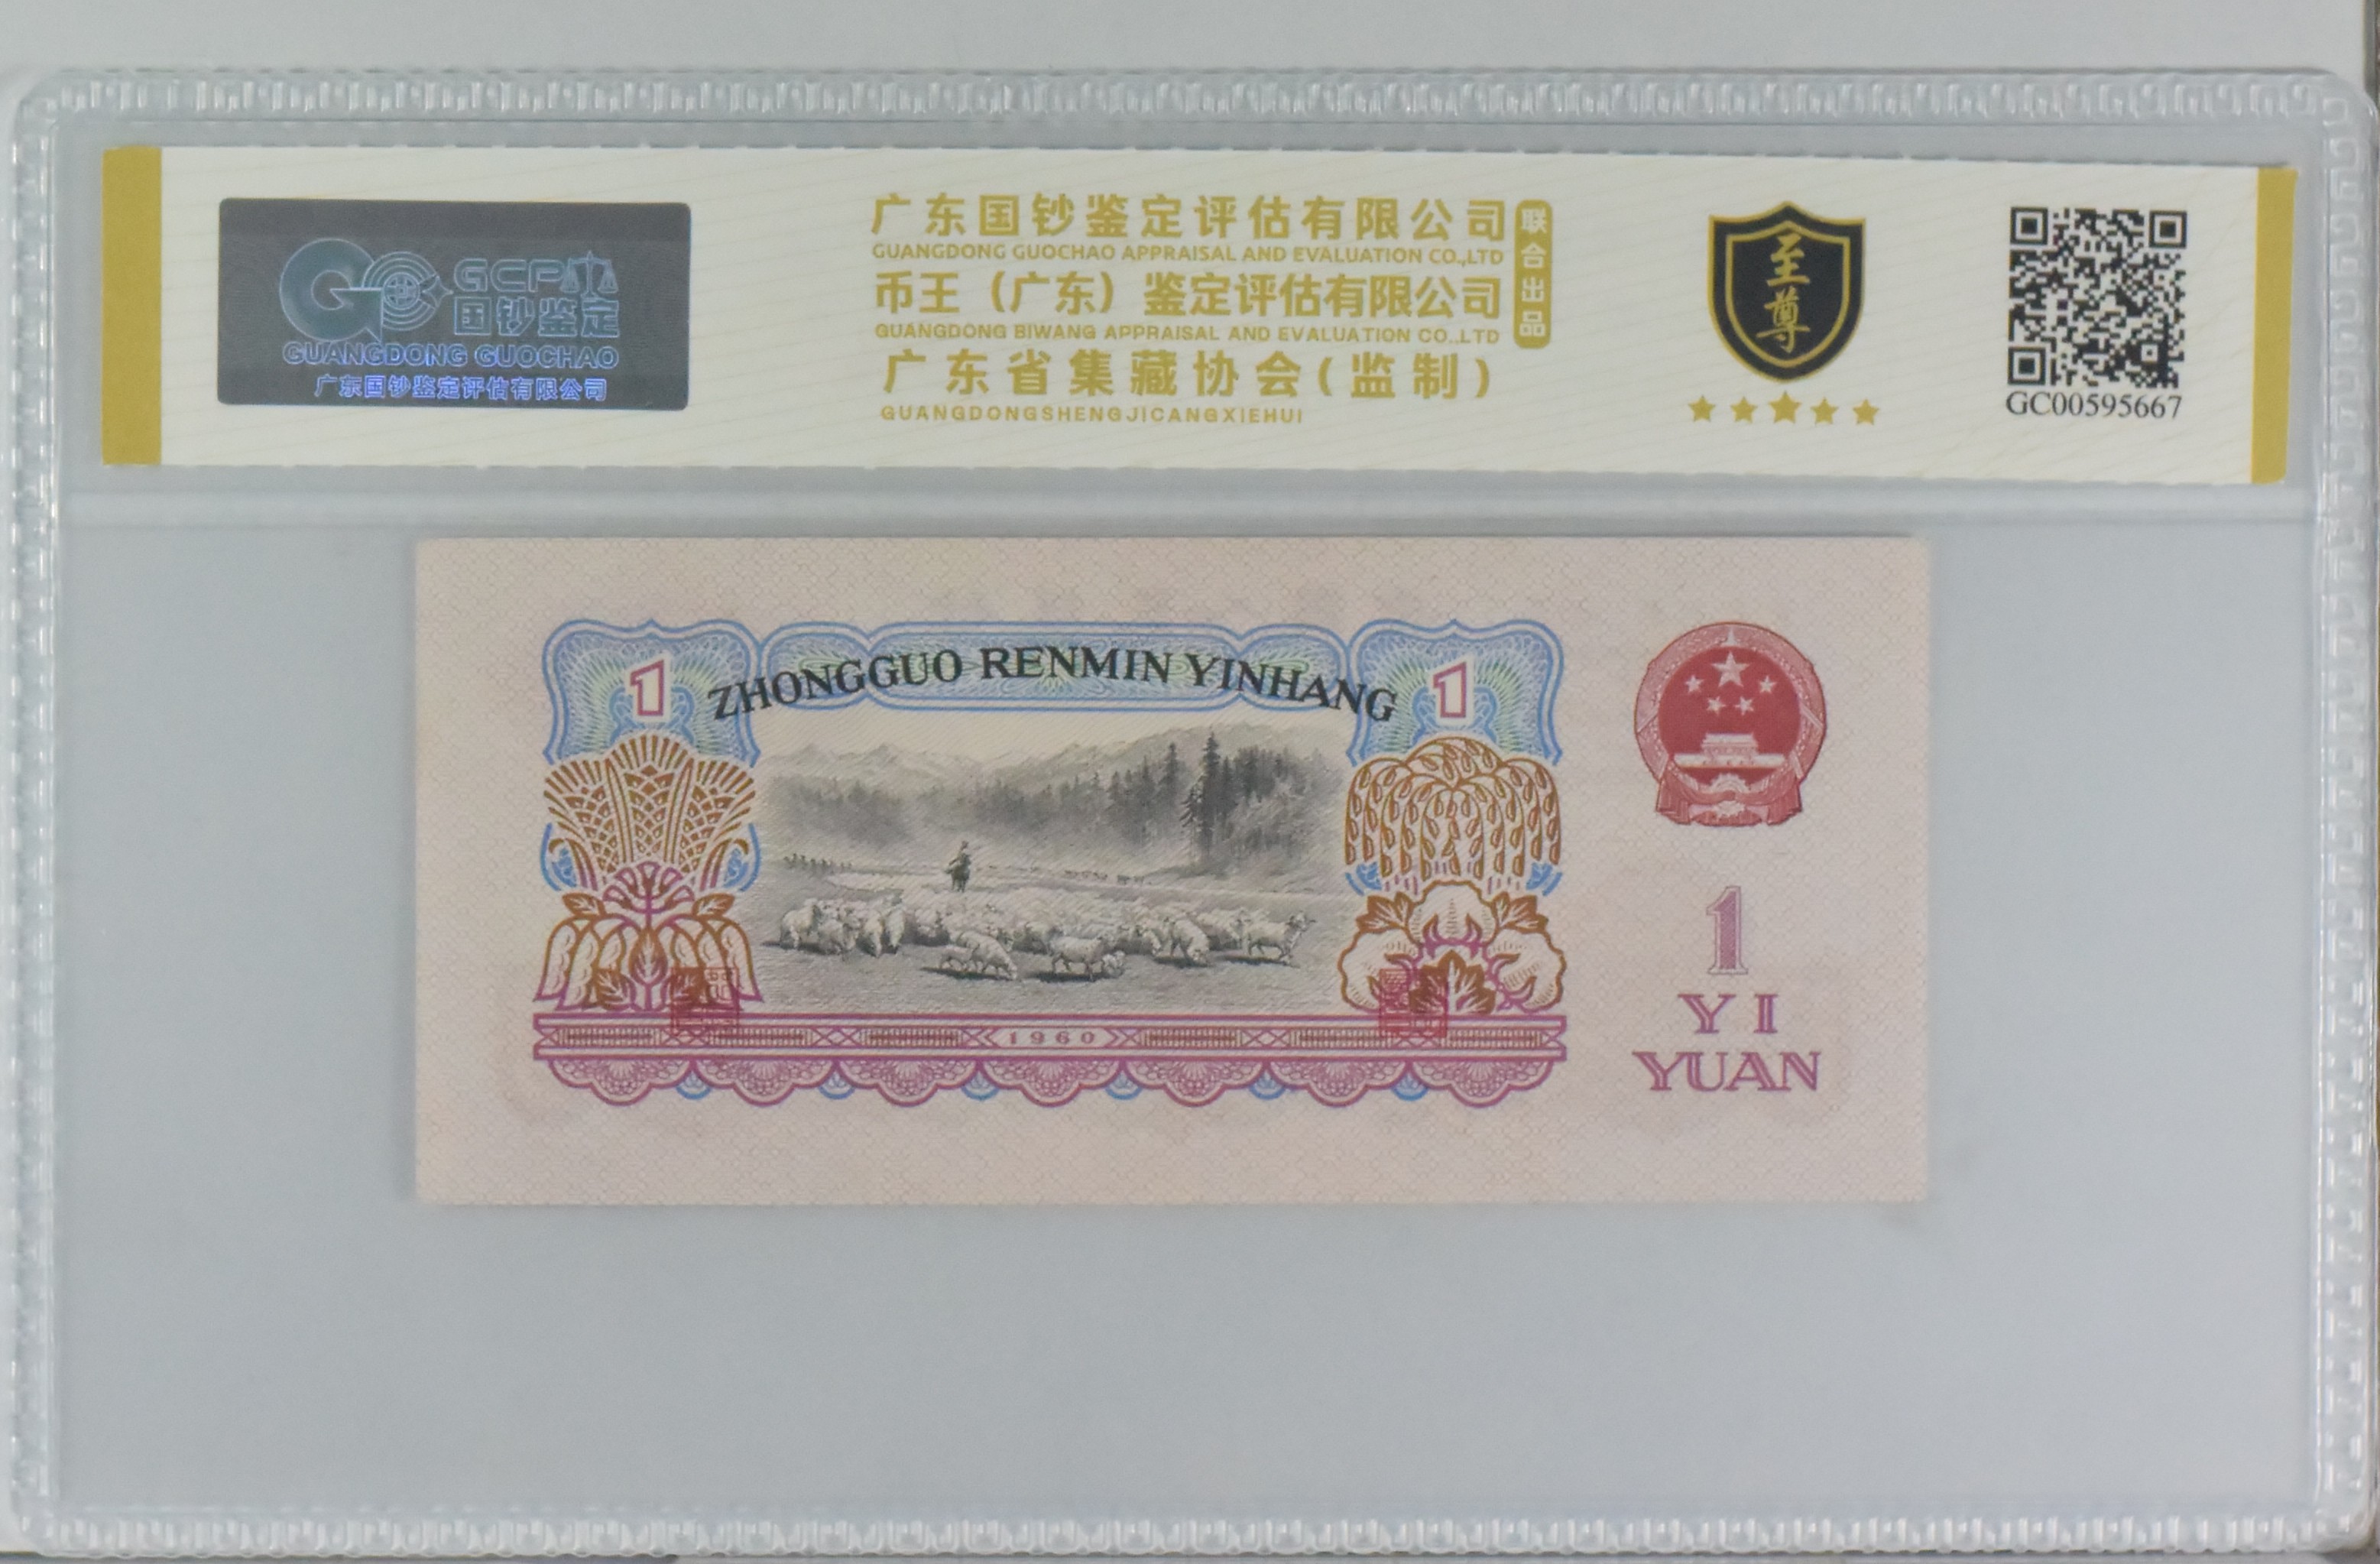 GCP
国钞鉴定
GUANGDONG GUOCHAO
广东国钞鉴定评估有限公司
广东国钞鉴定评估有限公司
GUANGDONG GUOCHAO APPRAISAL AND EVALUATION CO.,LTD
币王（广东）鉴定评估有限公司
GUANGDONG BIWANG APPRAISAL AND EVALUATION CO.,LTD
广东省集藏协会(监制)
GUANGDONGSHENGJICANGXIEHUI
联合出品
至尊
GC00595667
1
ZHONGGUO RENMIN YINHANG
1
1960
1
YI
YUAN